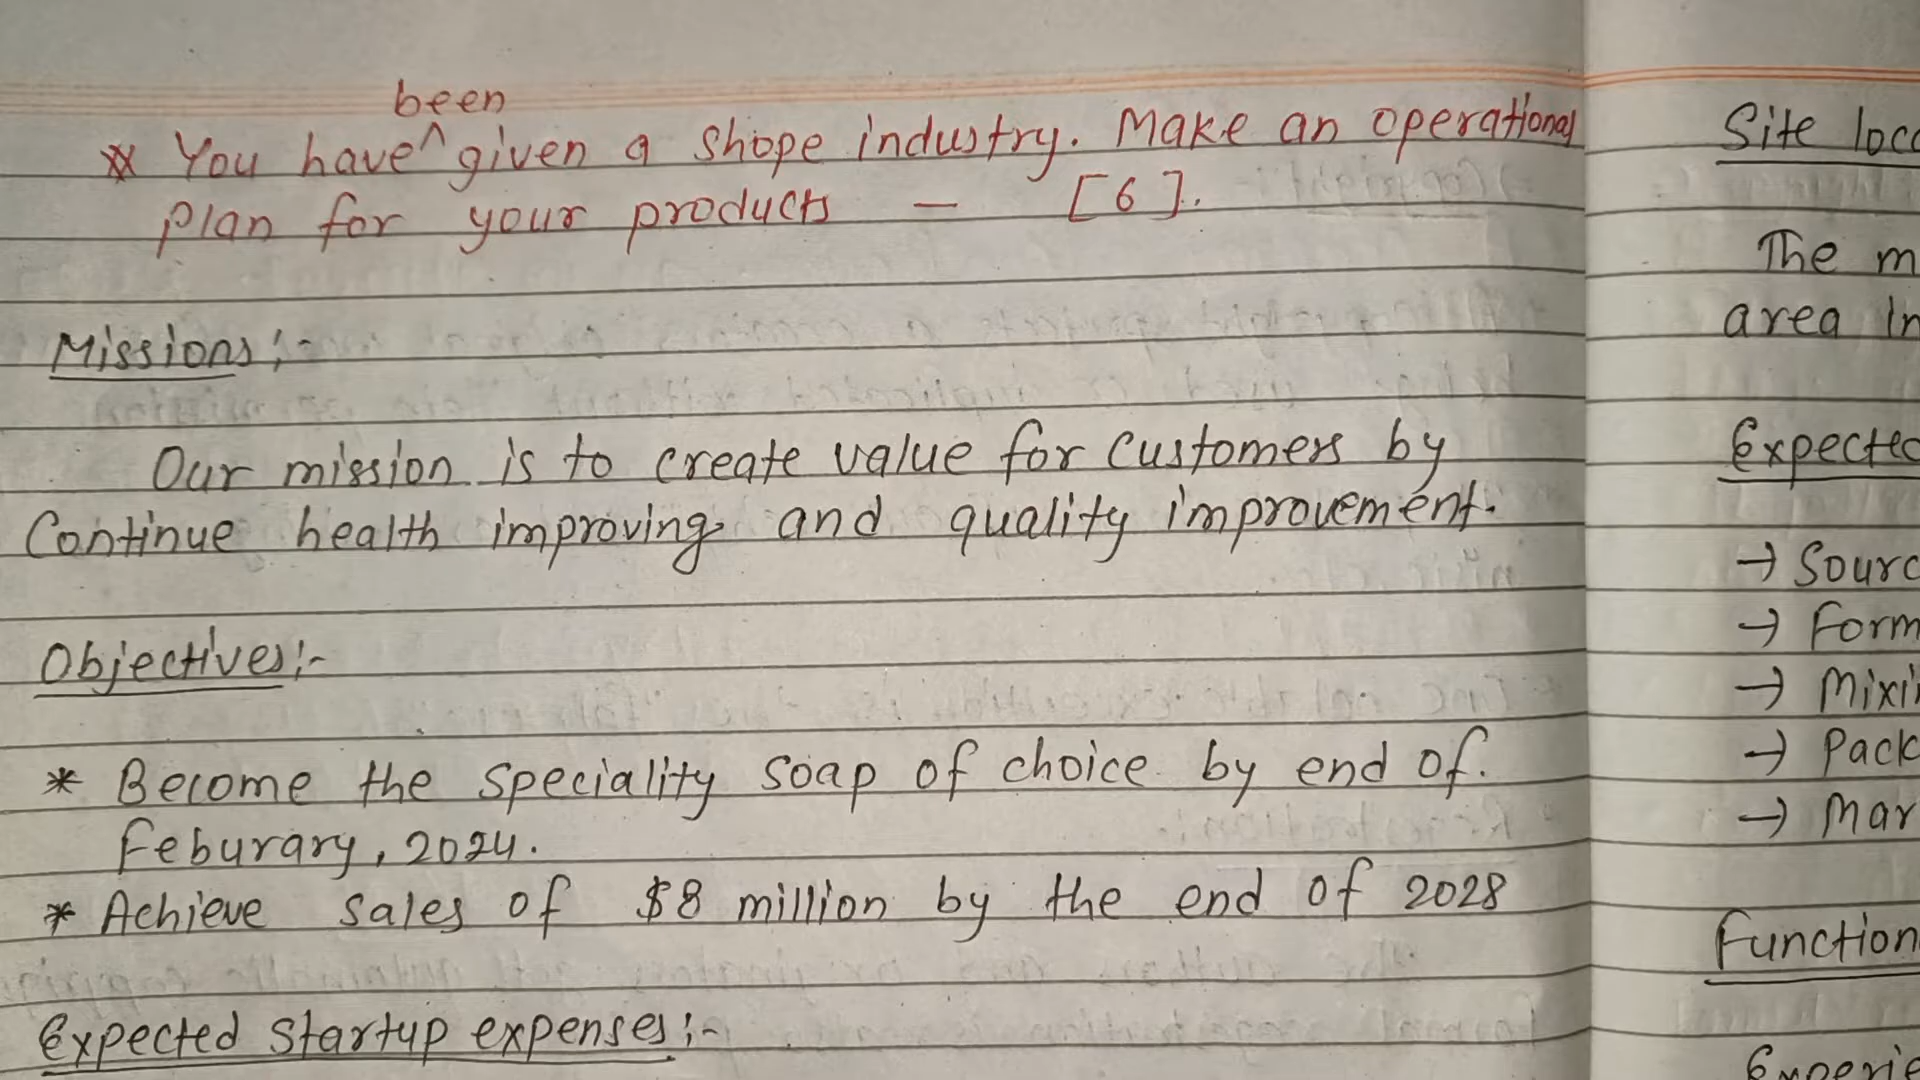 been
* You have ^ given a shope industry. Make an operational
plan for your products — [6].
Missions:-
Our mission is to create value for customers by
Continue health improving and quality improvement.
Objectives:-
* Become the speciality soap of choice by end of.
Feburary, 2024.
* Achieve sales of $8 million by the end of 2028
Expected startup expenses:-
Site loc
The m
area in
Expected
→ Sourc
→ Form
→ Mixi
→ Pack
→ Mar
Function